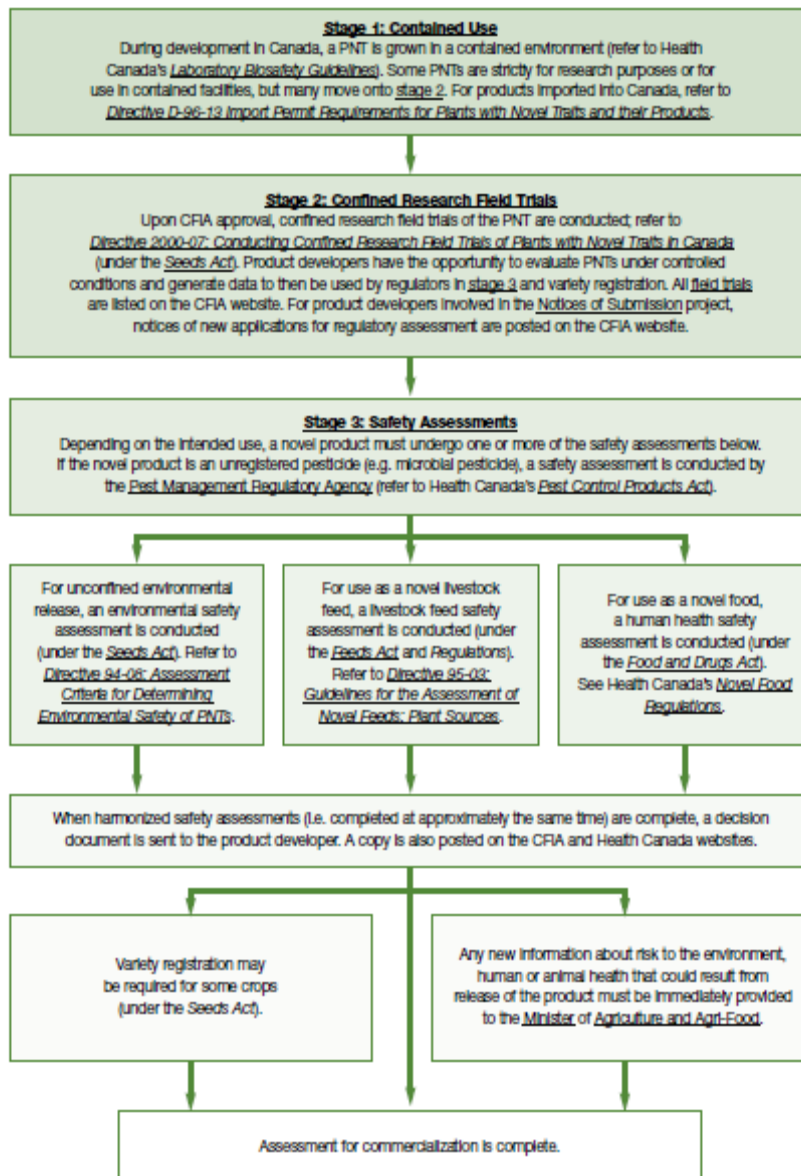 Stage 1: Contained Use
During development in Canada, a PNT is grown in a contained environment (refer to Health
Canada's Laboratory Biosafety Guidelines). Some PNTs are strictly for research purposes or for
use in contained facilities, but many move onto stage 2. For products imported into Canada, refer to
Directive D-96-13 Import Permit Requirements for Plants with Novel Traits and their Products.
Stage 2: Confined Research Field Trials
Upon CFIA approval, confined research field trials of the PNT are conducted; refer to
Directive 2000-07: Conducting Confined Research Field Trials of Plants with Novel Traits in Canada
(under the Seeds Act). Product developers have the opportunity to evaluate PNTs under controlled
conditions and generate data to then be used by regulators in stage 3 and variety registration. All field trials
are listed on the CFIA website. For product developers involved in the Notices of Submission project,
notices of new applications for regulatory assessment are posted on the CFIA website.
Stage 3: Safety Assessments
Depending on the intended use, a novel product must undergo one or more of the safety assessments below.
If the novel product is an unregistered pesticide (e.g. microbial pesticide), a safety assessment is conducted by
the Pest Management Regulatory Agency (refer to Health Canada's Pest Control Products Act).
For unconfined environmental
release, an environmental safety
assessment is conducted
(under the Seeds Act). Refer to
Directive 94-08: Assessment
Criteria for Determining
Environmental Safety of PNTs.
For use as a novel livestock
feed, a livestock feed safety
assessment is conducted (under
the Feeds Act and Regulations).
Refer to Directive 95-03:
Guidelines for the Assessment of
Novel Feeds: Plant Sources.
For use as a novel food,
a human health safety
assessment is conducted (under
the Food and Drugs Act).
See Health Canada's Novel Food
Regulations.
When harmonized safety assessments (i.e. completed at approximately the same time) are complete, a decision
document is sent to the product developer. A copy is also posted on the CFIA and Health Canada websites.
Variety registration may
be required for some crops
(under the Seeds Act).
Any new information about risk to the environment,
human or animal health that could result from
release of the product must be immediately provided
to the Minister of Agriculture and Agri-Food.
Assessment for commercialization is complete.